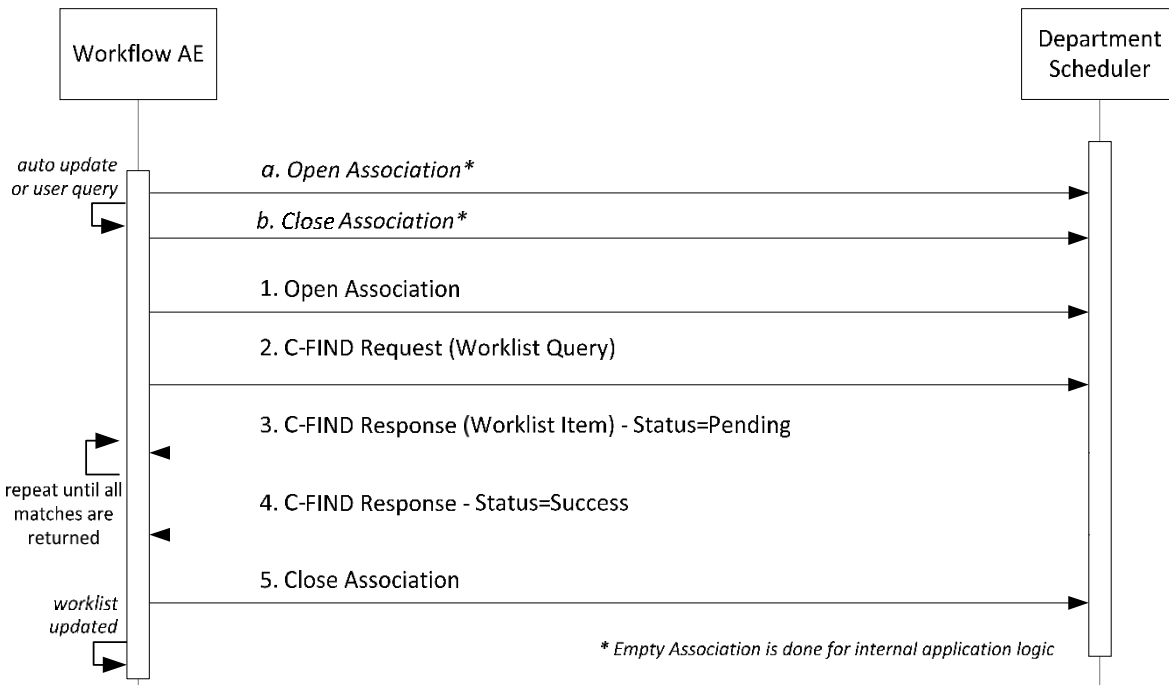 Workflow AE
Department
Scheduler
auto update
or user query
a. Open Association*
b. Close Association*
1. Open Association
2. C-FIND Request (Worklist Query)
3. C-FIND Response (Worklist Item) - Status=Pending
repeat until all
matches are
returned
4. C-FIND Response - Status=Success
5. Close Association
worklist
updated
* Empty Association is done for internal application logic